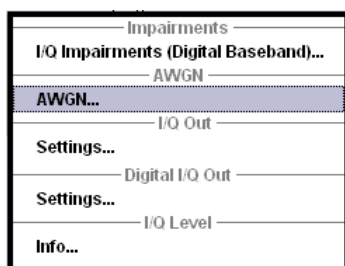 Impairments
I/Q Impairments (Digital Baseband)...
AWGN
AWGN...
I/Q Out
Settings...
Digital I/Q Out
Settings...
I/Q Level
Info...